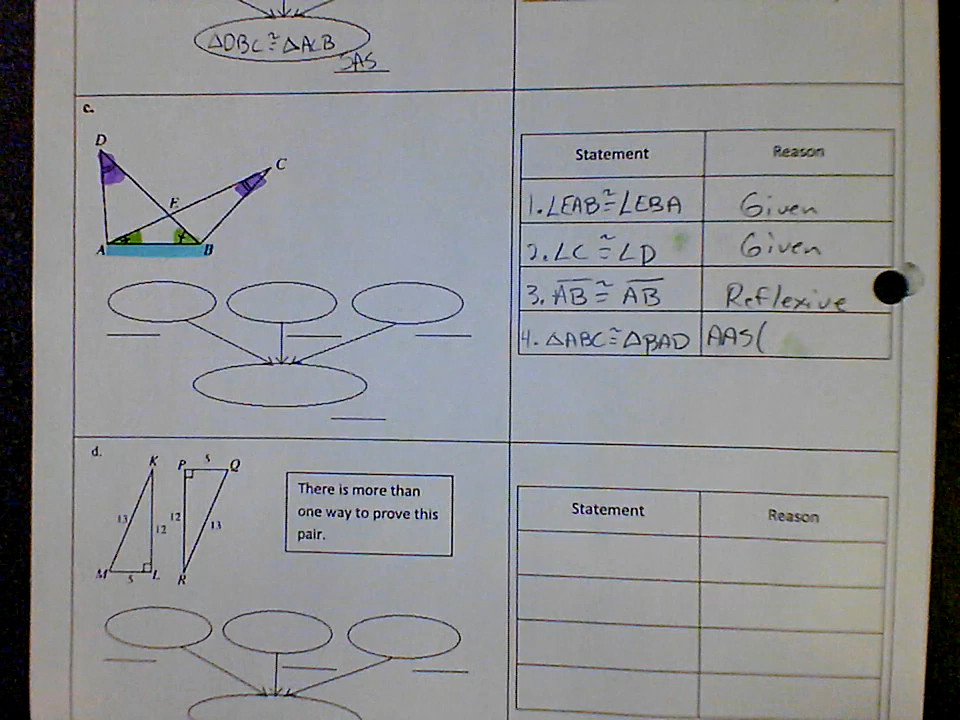 △DBC ≅ △ACB
SAS
c.
D
C
E
A
B
Statement Reason
1. ∠EAB ≅ ∠EBA Given
2. ∠C ≅ ∠D Given
3. AB ≅ AB Reflexive
4. △ABC ≅ △BAD AAS(
d.
K P 5 Q
13 12 12 13
M 5 L R
There is more than
one way to prove this
pair.
Statement Reason